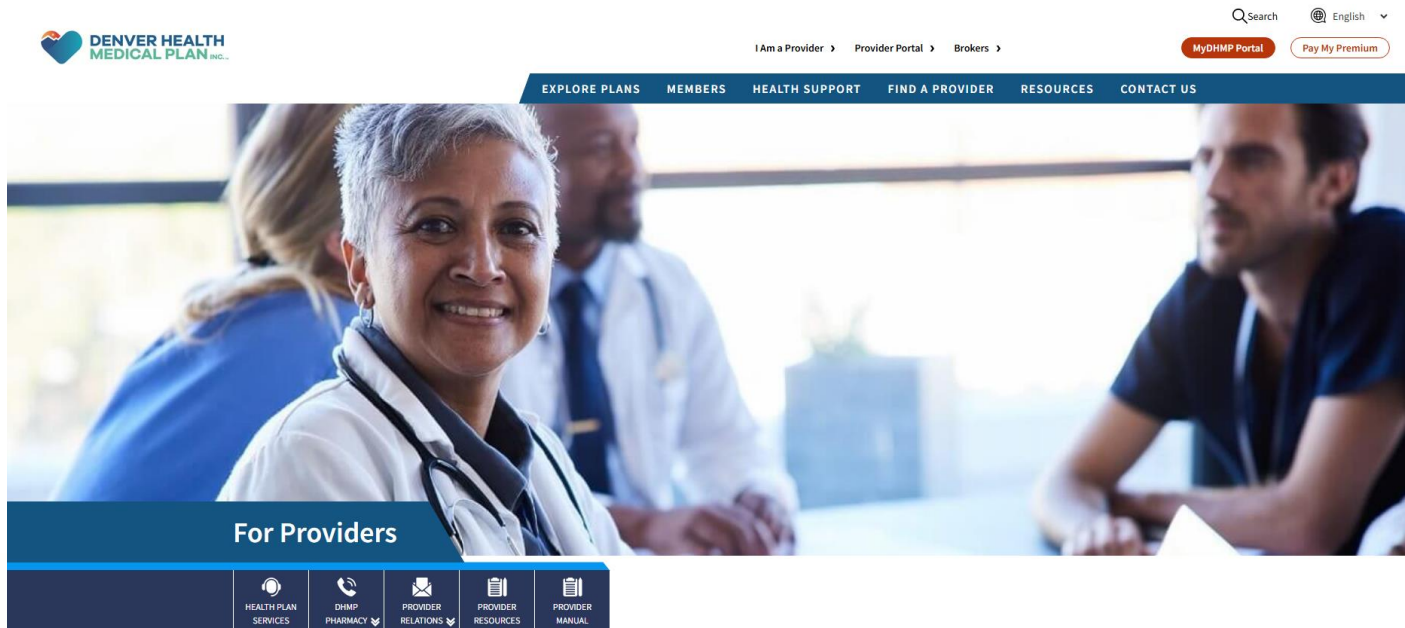 Search English
DENVER HEALTH
MEDICAL PLAN INC.
I Am a Provider Provider Portal Brokers MyDHMP Portal Pay My Premium
EXPLORE PLANS MEMBERS HEALTH SUPPORT FIND A PROVIDER RESOURCES CONTACT US
For Providers
HEALTH PLAN
SERVICES
DHMP
PHARMACY
PROVIDER
RELATIONS
PROVIDER
RESOURCES
PROVIDER
MANUAL